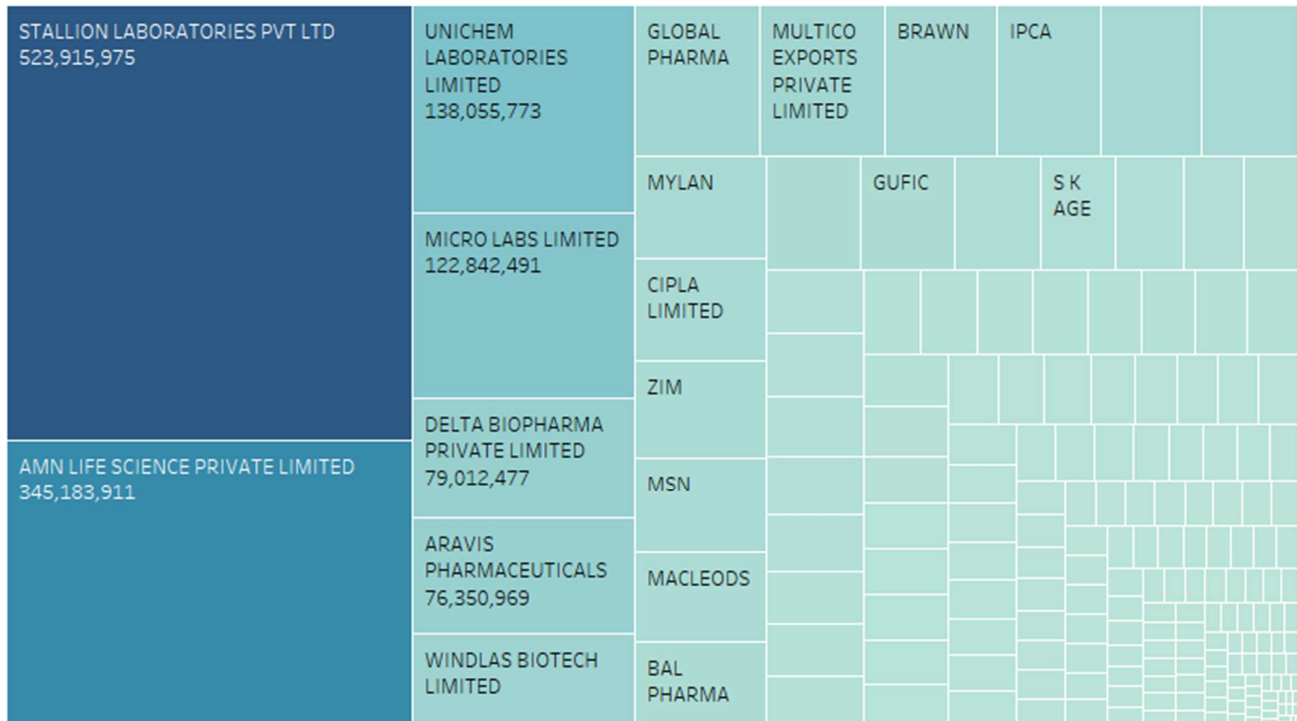 STALLION LABORATORIES PVT LTD
523,915,975
AMN LIFE SCIENCE PRIVATE LIMITED
345,183,911
UNICHEM
LABORATORIES
LIMITED
138,055,773
MICRO LABS LIMITED
122,842,491
DELTA BIOPHARMA
PRIVATE LIMITED
79,012,477
ARAVIS
PHARMACEUTICALS
76,350,969
WINDLAS BIOTECH
LIMITED
GLOBAL
PHARMA
MULTICO
EXPORTS
PRIVATE
LIMITED
BRAWN
IPCA
MYLAN
GUFIC
S K
AGE
CIPLA
LIMITED
ZIM
MSN
MACLEODS
BAL
PHARMA